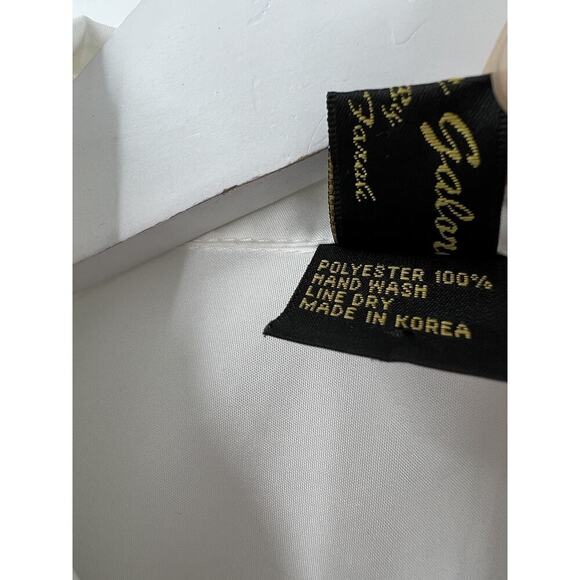 POLYESTER 100%
HAND WASH
LINE DRY
MADE IN KOREA